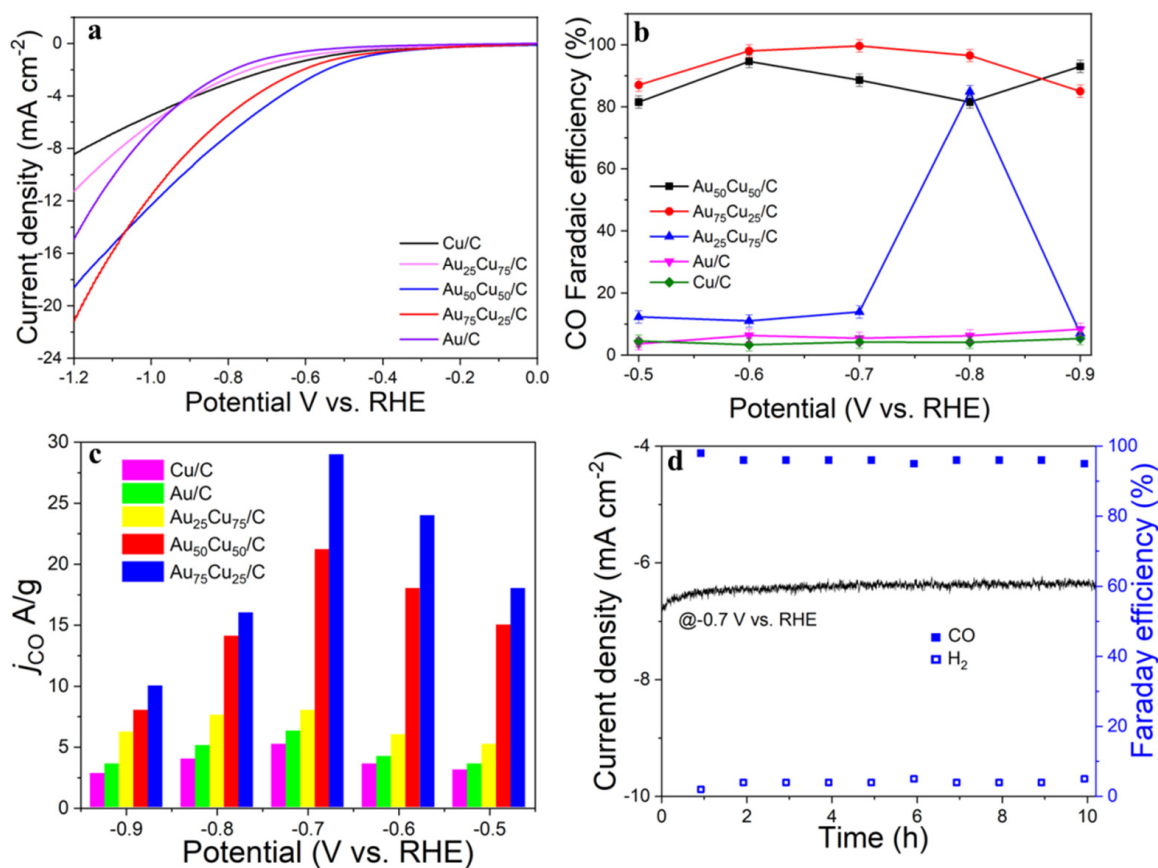 a
Current density (mA cm⁻²)
0
-4
-8
-12
-16
-20
-24
Cu/C
Au₂₅Cu₇₅/C
Au₅₀Cu₅₀/C
Au₇₅Cu₂₅/C
Au/C
-1.2 -1.0 -0.8 -0.6 -0.4 -0.2 0.0
Potential V vs. RHE
b
CO Faradaic efficiency (%)
100
80
60
40
20
0
Au₅₀Cu₅₀/C
Au₇₅Cu₂₅/C
Au₂₅Cu₇₅/C
Au/C
Cu/C
-0.5 -0.6 -0.7 -0.8 -0.9
Potential (V vs. RHE)
c
j_CO A/g
30
25
20
15
10
5
0
Cu/C
Au/C
Au₂₅Cu₇₅/C
Au₅₀Cu₅₀/C
Au₇₅Cu₂₅/C
-0.9 -0.8 -0.7 -0.6 -0.5
Potential (V vs. RHE)
d
Current density (mA cm⁻²)
-4
-6
-8
-10
@-0.7 V vs. RHE
CO
H₂
0 2 4 6 8 10
Time (h)
100
80
60
40
20
0
Faraday efficiency (%)